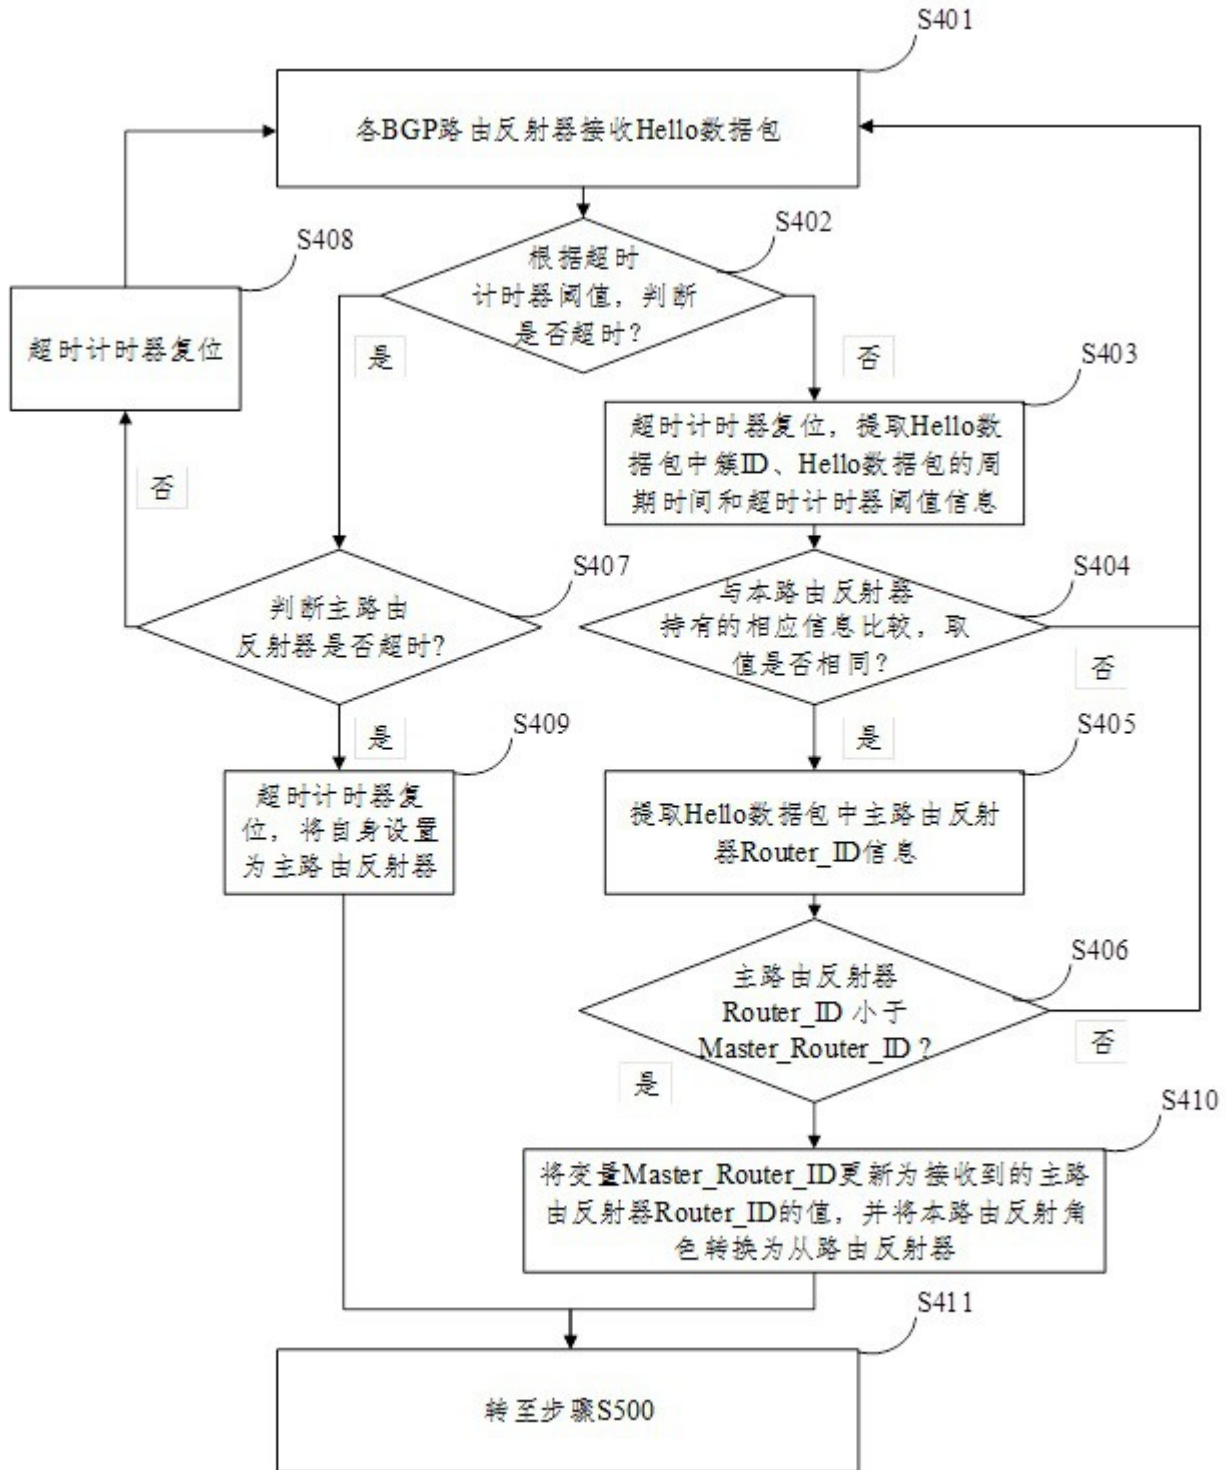 S401
各BGP路由反射器接收Hello数据包
S402
根据超时
计时器阈值，判断
是否超时？
S408
超时计时器复位
是
否
S403
超时计时器复位，提取Hello数
据包中簇ID、Hello数据包的周
期时间和超时计时器阈值信息
否
S407
判断主路由
反射器是否超时？
S404
与本路由反射器
持有的相应信息比较，取
值是否相同？
否
是
S409
超时计时器复
位，将自身设置
为主路由反射器
是
S405
提取Hello数据包中主路由反射
器Router_ID信息
S406
主路由反射器
Router_ID 小于
Master_Router_ID？
否
是
S410
将变量Master_Router_ID更新为接收到的主路
由反射器Router_ID的值，并将本路由反射角
色转换为从路由反射器
S411
转至步骤S500